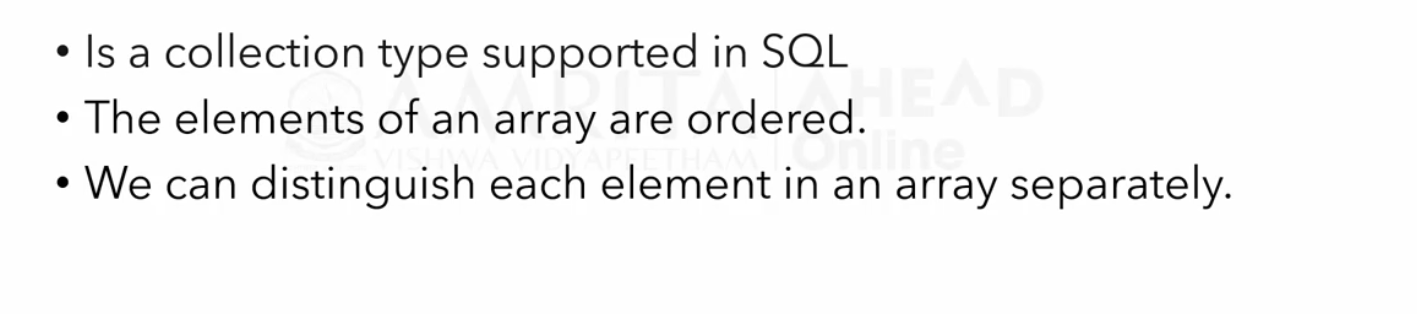 • Is a collection type supported in SQL
• The elements of an array are ordered.
• We can distinguish each element in an array separately.
AMRITA AHEAD
VISHWA VIDYAPEETHAM Online